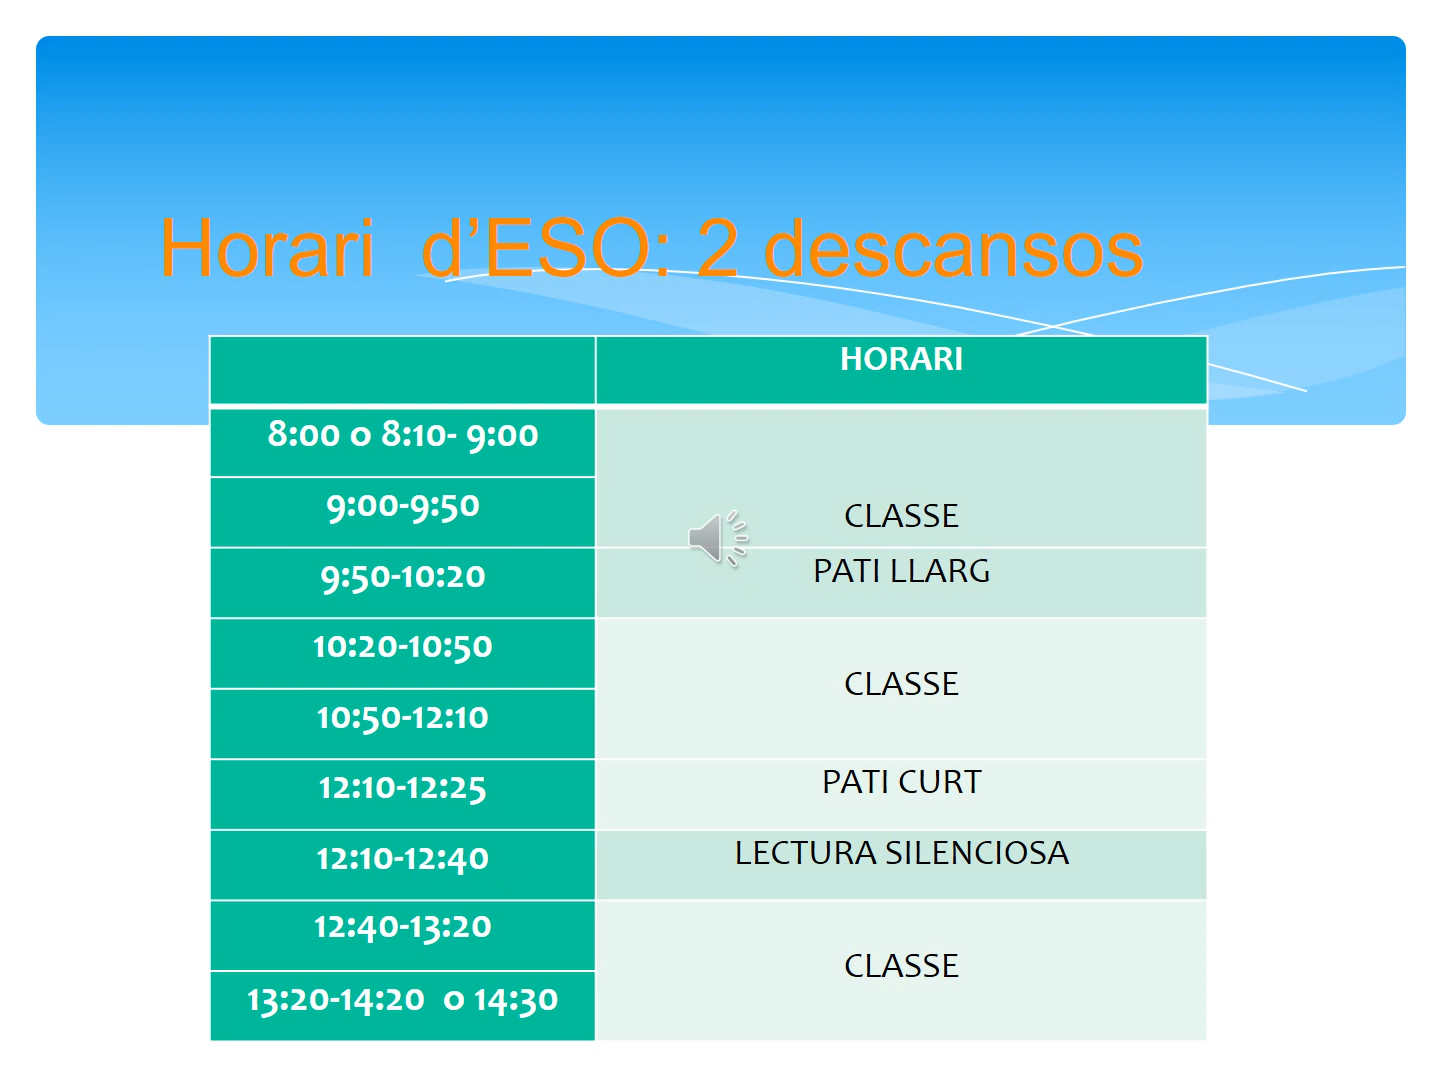 Horari  d’ESO: 2 descansos
HORARI
8:00 o 8:10- 9:00
9:00-9:50
CLASSE
9:50-10:20
PATI LLARG
10:20-10:50
CLASSE
10:50-12:10
12:10-12:25
PATI CURT
12:10-12:40
LECTURA SILENCIOSA
12:40-13:20
CLASSE
13:20-14:20  o 14:30